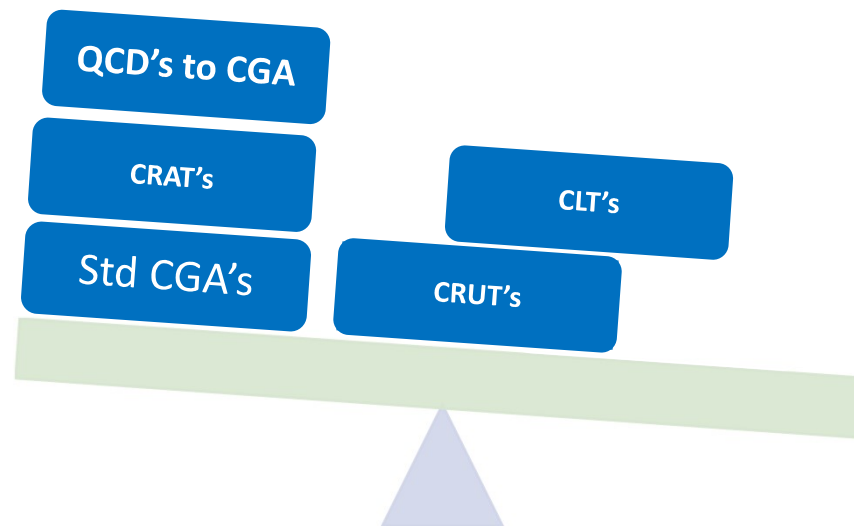 QCD’s to CGA
CRAT’s
Std CGA’s
CLT’s
CRUT’s